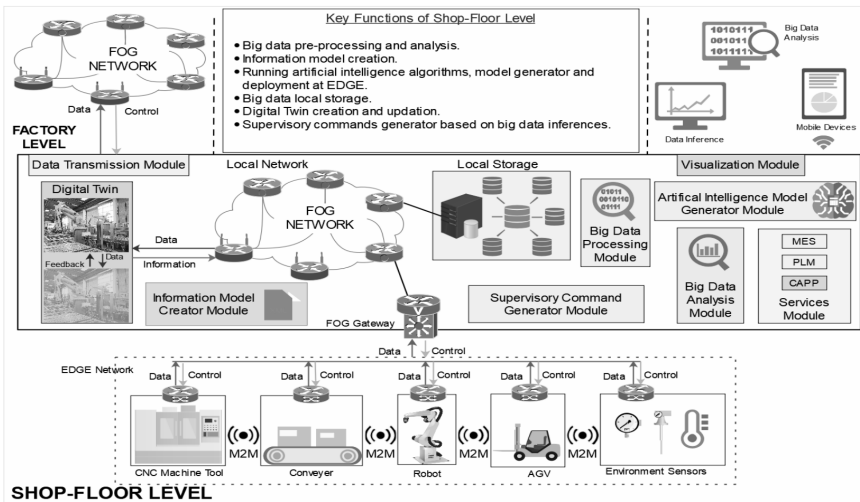 FOG
NETWORK
Data
Control
FACTORY
LEVEL
Key Functions of Shop-Floor Level
• Big data pre-processing and analysis.
• Information model creation.
• Running artificial intelligence algorithms, model generator and
deployment at EDGE.
• Big data local storage.
• Digital Twin creation and updation.
• Supervisory commands generator based on big data inferences.
1010111
001010
1011111
Big Data
Analysis
Data Inference
Mobile Devices
Data Transmission Module
Local Network
Local Storage
Visualization Module
Digital Twin
Feedback
Data
Data
Information
FOG
NETWORK
01011
0010110
01111
Big Data
Processing
Module
Artifical Intelligence Model
Generator Module
Big Data
Analysis
Module
MES
PLM
CAPP
Services
Module
Information Model
Creator Module
Supervisory Command
Generator Module
FOG Gateway
Data
Control
EDGE Network
Data
Control
Data
Control
Data
Control
Data
Control
Data
Control
M2M
M2M
M2M
M2M
CNC Machine Tool
Conveyer
Robot
AGV
Environment Sensors
SHOP-FLOOR LEVEL